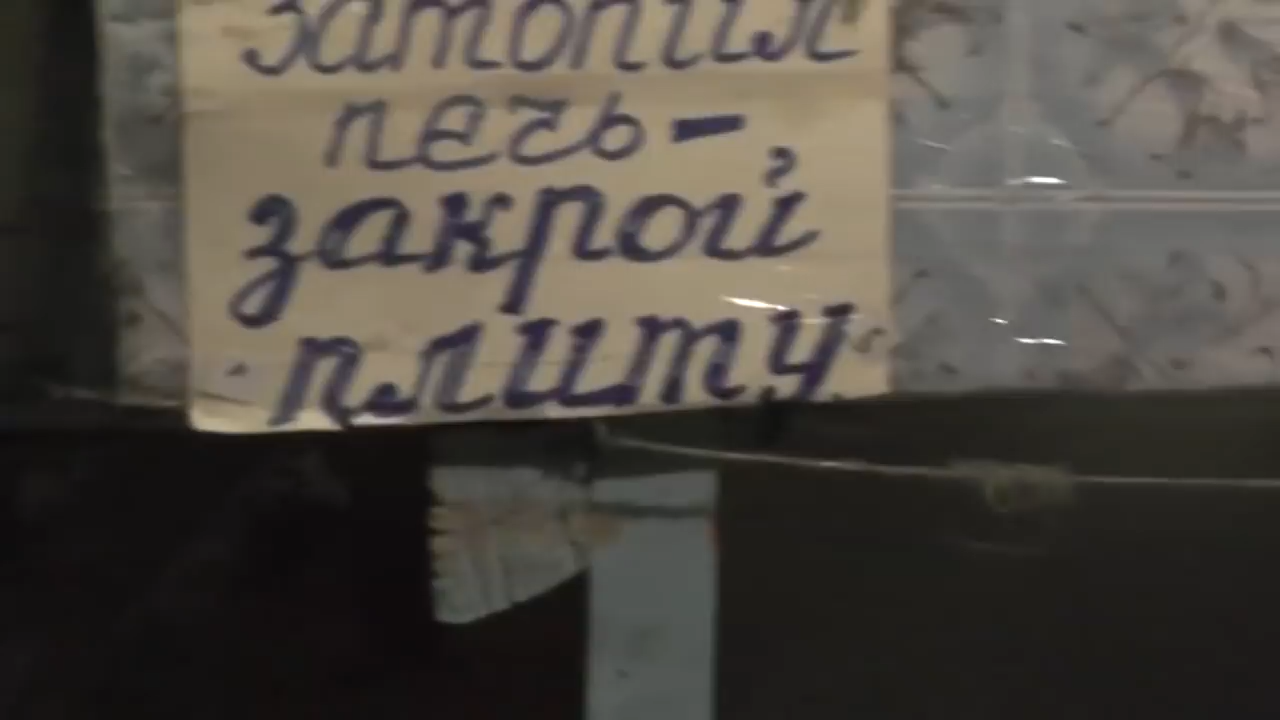 затопил
печь-
закрой
плиту